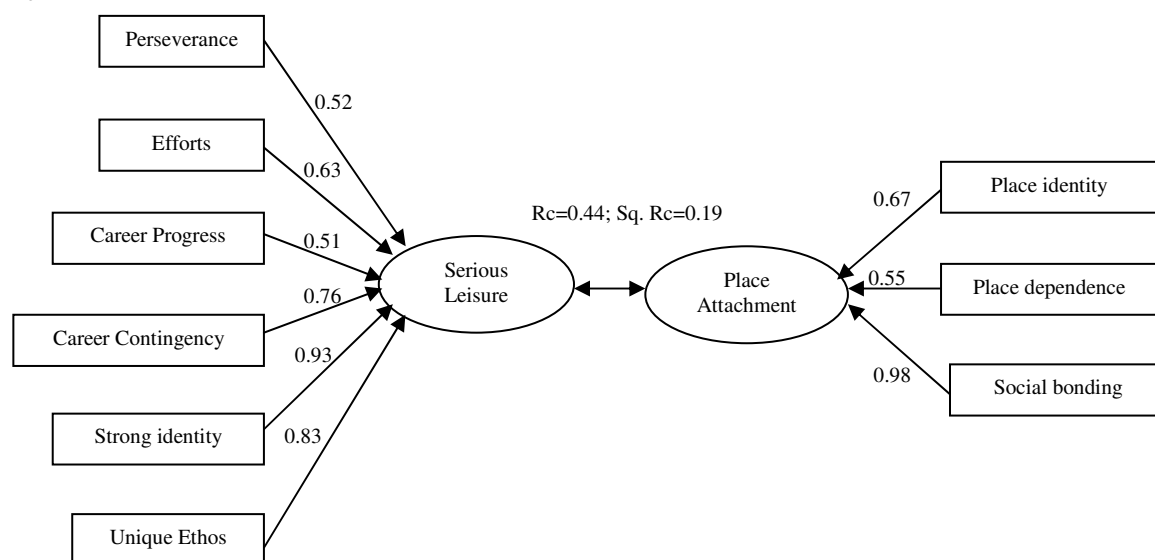 Perseverance
0.52
Efforts
0.63
Career Progress
0.51
Career Contingency
0.76
Strong identity
0.93
Unique Ethos
0.83
Serious
Leisure
Rc=0.44; Sq. Rc=0.19
Place
Attachment
Place identity
0.67
Place dependence
0.55
Social bonding
0.98